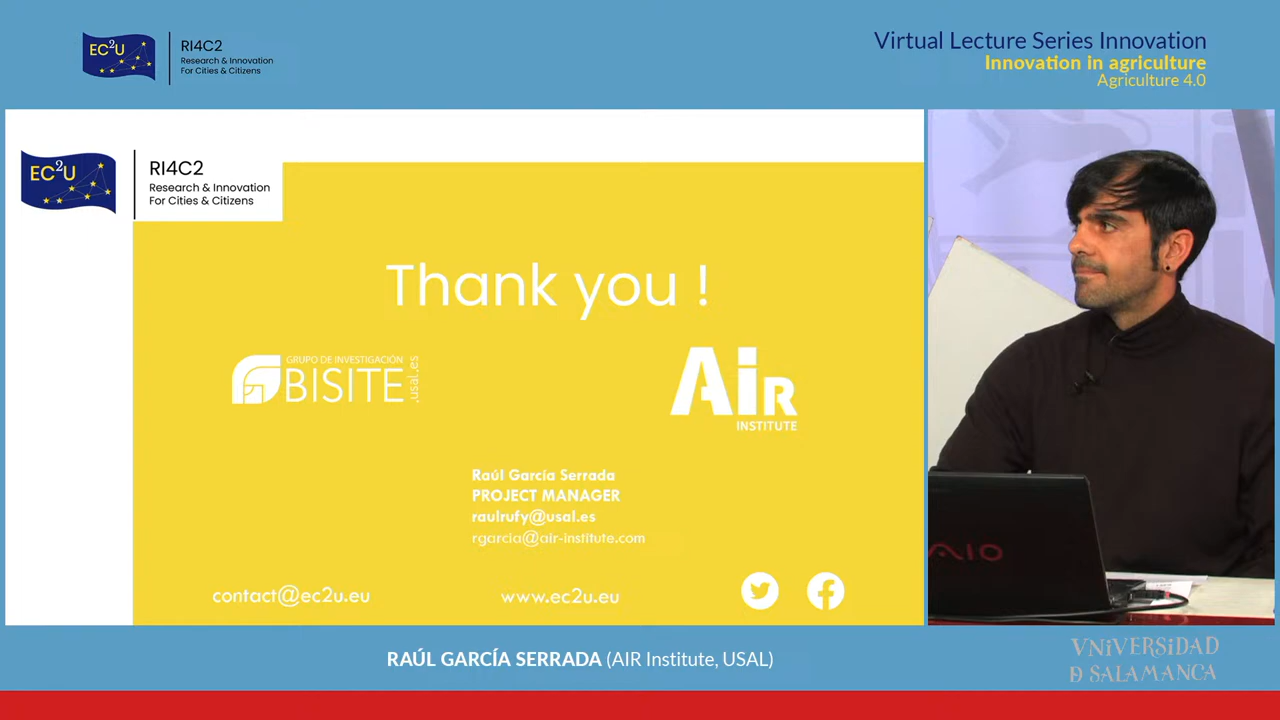 EC²U
RI4C2
Research & Innovation
For Cities & Citizens
Virtual Lecture Series Innovation
Innovation in agriculture
Agriculture 4.0
EC²U
RI4C2
Research & Innovation
For Cities & Citizens
Thank you !
GRUPO DE INVESTIGACIÓN
BISITE
.usal.es
AiR
INSTITUTE
Raúl García Serrada
PROJECT MANAGER
raulrufy@usal.es
rgarcia@air-institute.com
contact@ec2u.eu
www.ec2u.eu
VAIO
RAÚL GARCÍA SERRADA (AIR Institute, USAL)
VNiVERSiDAD
D SALAMANCA